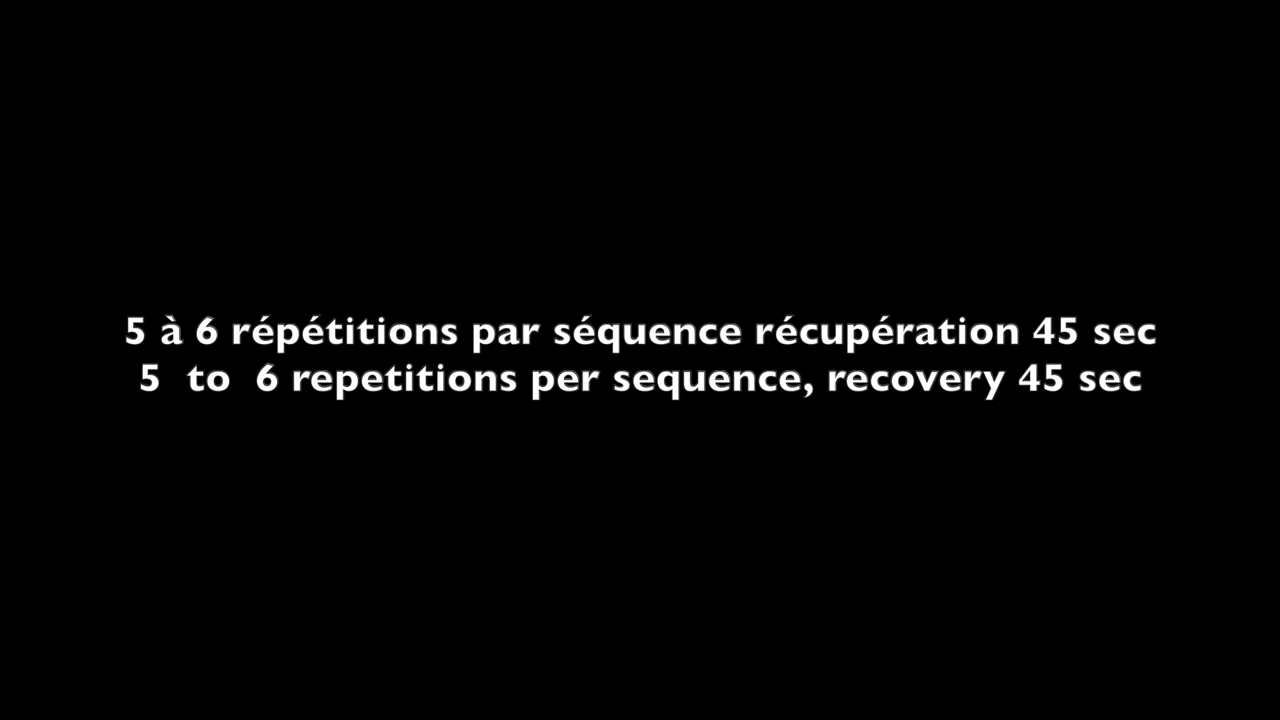 5 à 6 répétitions par séquence récupération 45 sec
5 to 6 repetitions per sequence, recovery 45 sec